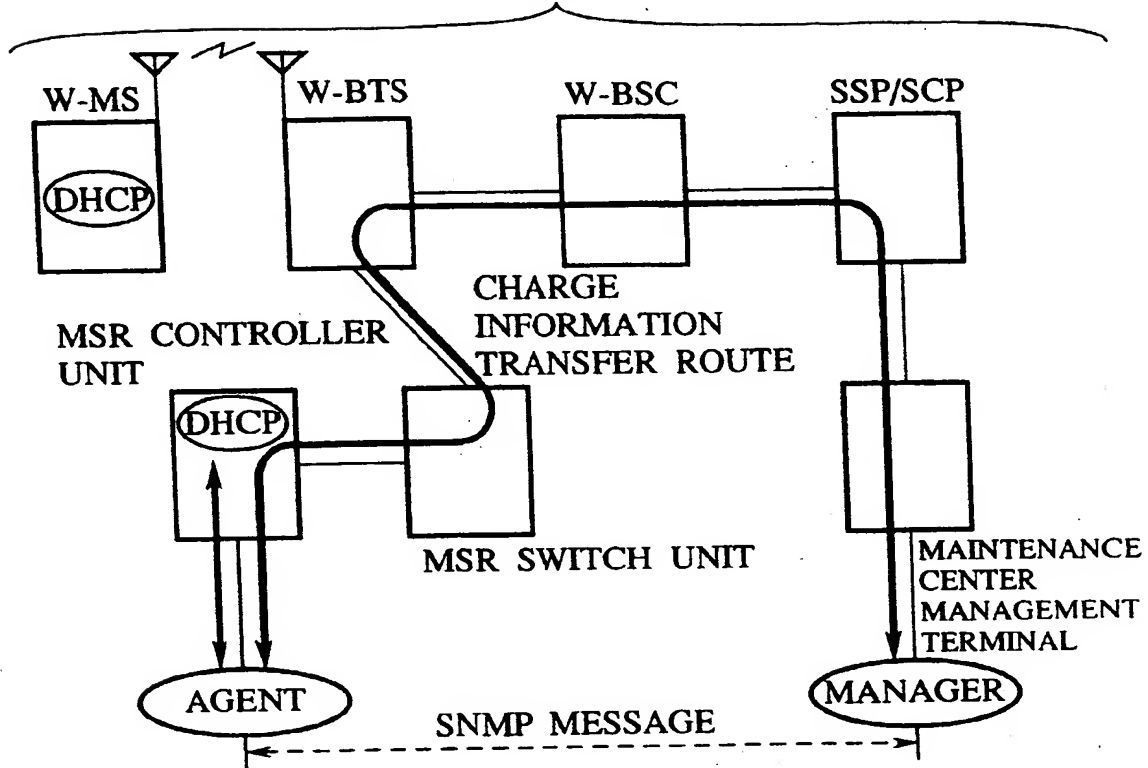 W-MS
W-BTS
W-BSC
SSP/SCP
DHCP
CHARGE
INFORMATION
TRANSFER ROUTE
MSR CONTROLLER
UNIT
DHCP
MSR SWITCH UNIT
MAINTENANCE
CENTER
MANAGEMENT
TERMINAL
AGENT
MANAGER
SNMP MESSAGE